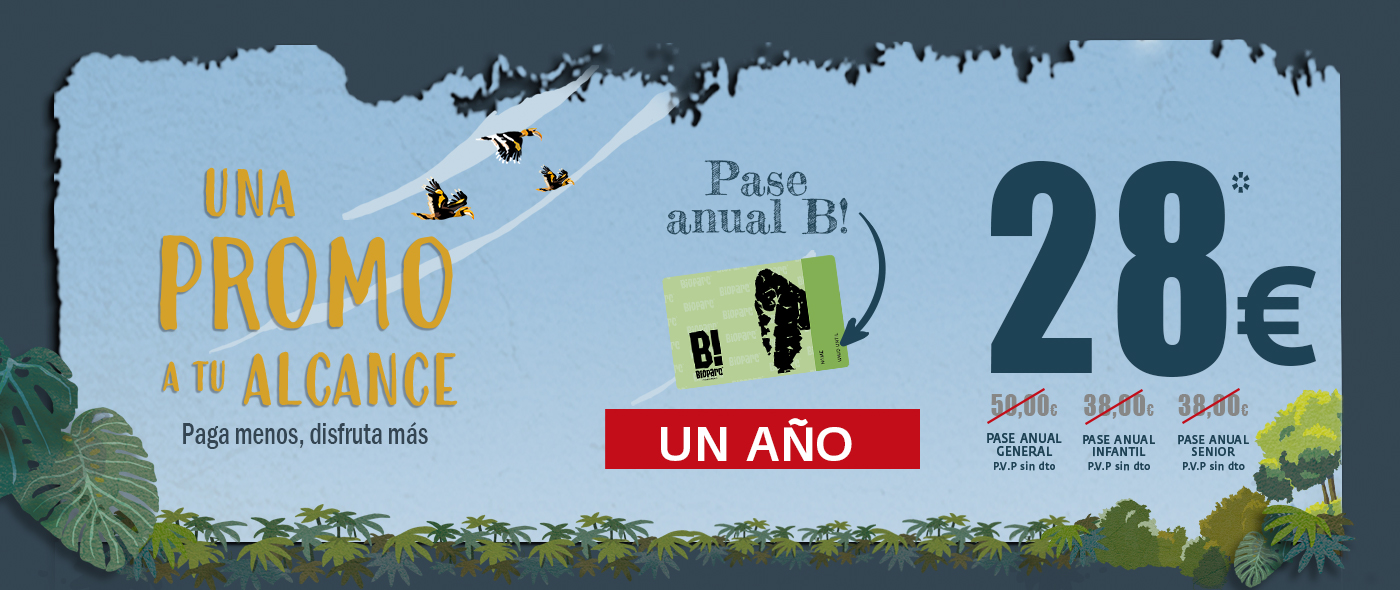 UNA
PROMO
A TU ALCANCE
Paga menos, disfruta más
Pase
anual B!
B!
BIOPARC
NAME
UN AÑO
28*€
50,00€
38,00€
38,00€
PASE ANUAL
GENERAL
P.V.P sin dto
PASE ANUAL
INFANTIL
P.V.P sin dto
PASE ANUAL
SENIOR
P.V.P sin dto